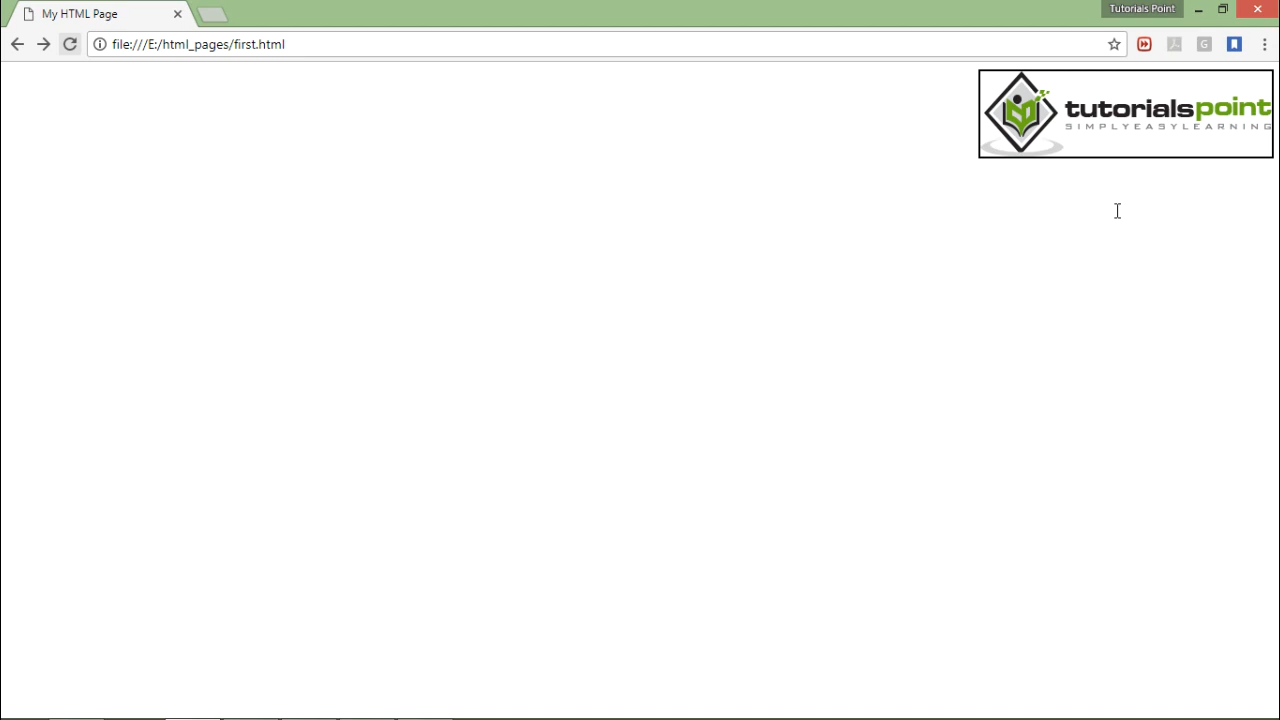 My HTML Page
Tutorials Point
file:///E:/html_pages/first.html
G
tutorialspoint
SIMPLYEASYLEARNING